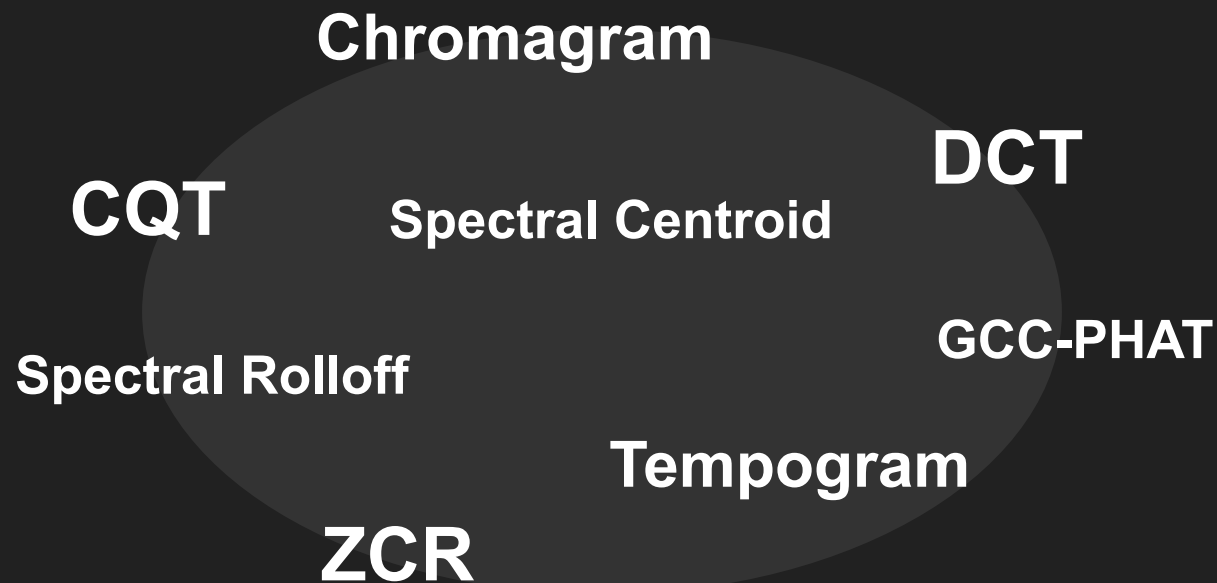 Chromagram
DCT
CQT
Spectral Centroid
GCC-PHAT
Spectral Rolloff
Tempogram
ZCR